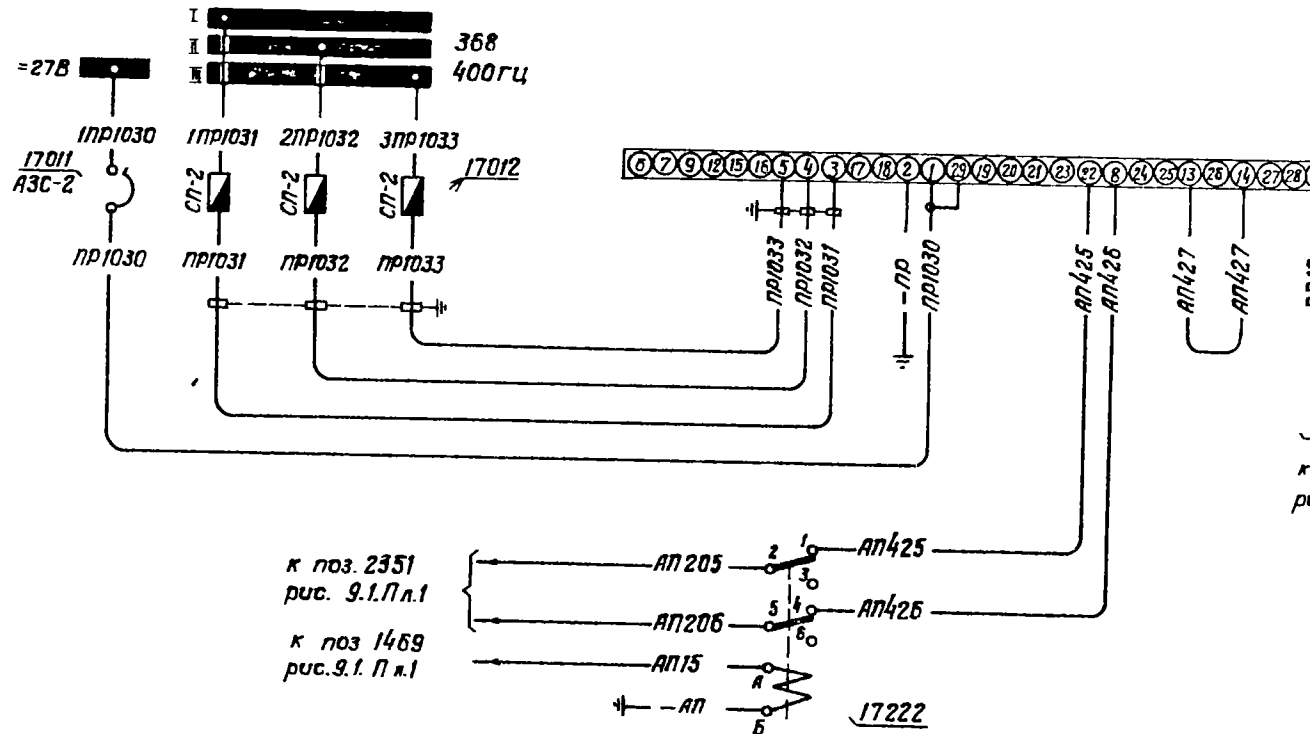 I
II
III
36В
400гц
=27В
1ПР1030
1ПР1031
2ПР1032
3ПР1033
17011
АЗС-2
СП-2
СП-2
СП-2
17012
ПР1030
ПР1031
ПР1032
ПР1033
6 7 9 12 15 16 5 4 3 17 18 2 1 29 19 20 21 23 22 8 24 25 13 26 14 27 28
ПР1033
ПР1032
ПР1031
-ПР
ПР1030
АП425
АП426
АП427
АП427
к
к поз. 2351
рис. 9.1.П л.1
АП205
2
1
3
АП425
АП206
5
4
6
АП426
к поз 1469
рис.9.1. П л.1
АП15
А
-АП
Б
17222